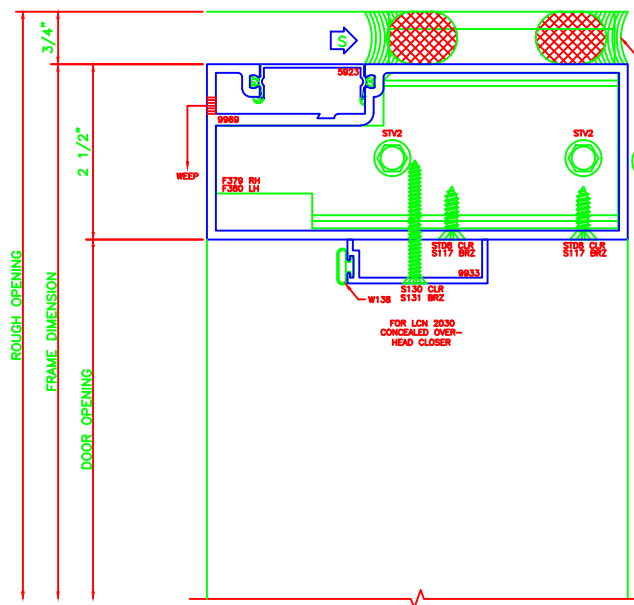 3/4"
S
5923
9969
2 1/2"
STV2
STV2
WEEP
F379 RH
F380 LH
STD8 CLR
S117 BRZ
STD8 CLR
S117 BRZ
9933
W136
S130 CLR
S131 BRZ
FOR LCN 2030
CONCEALED OVER-
HEAD CLOSER
ROUGH OPENING
FRAME DIMENSION
DOOR OPENING